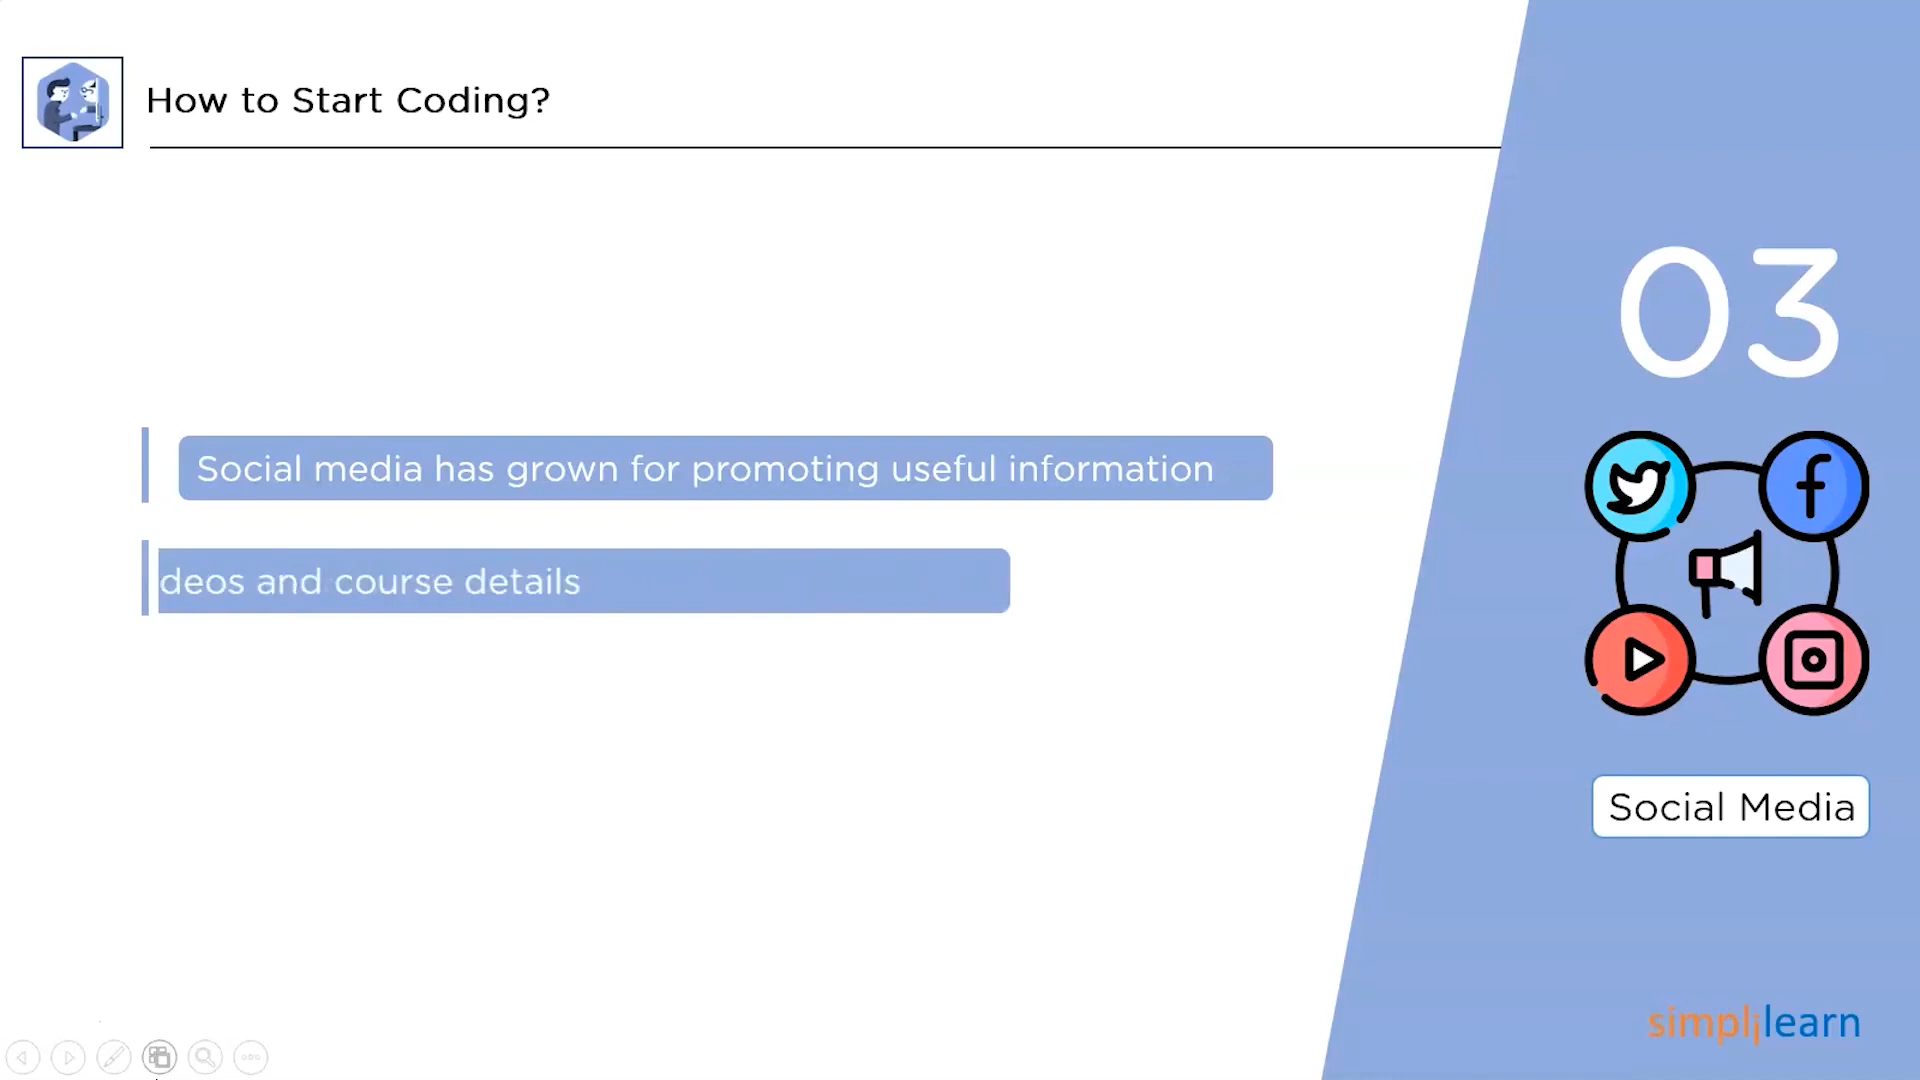 How to Start Coding?
03
Social media has grown for promoting useful information
deos and course details
Social Media
simplilearn